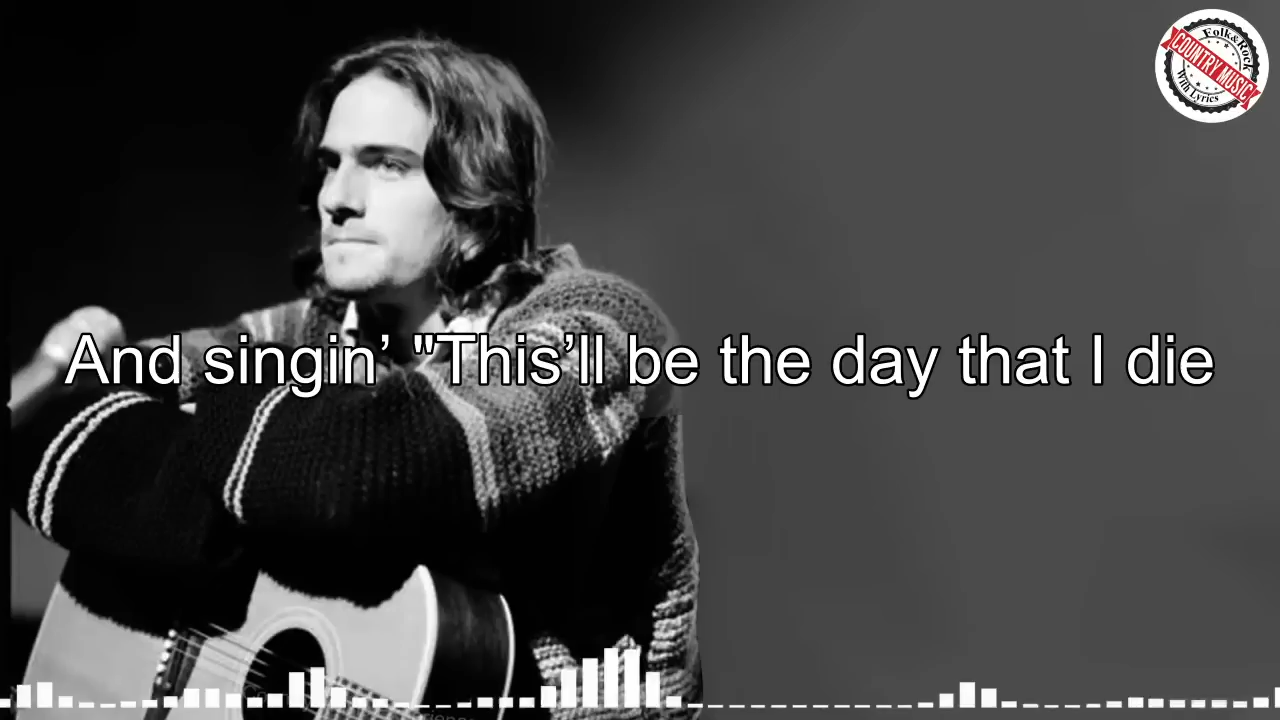 Folk&Rock
COUNTRY MUSIC
With Lyrics
And singin’ "This’ll be the day that I die